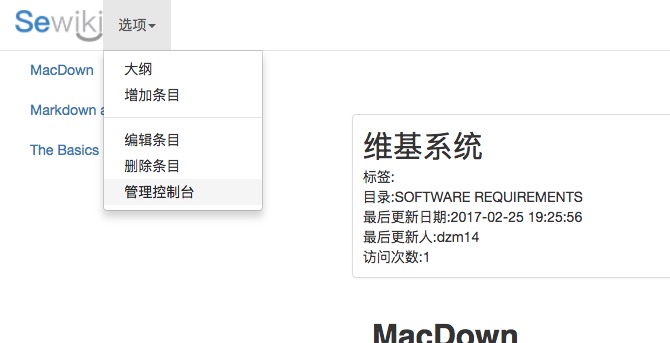 Sewiki
选项
MacDown
Markdown a
The Basics
大纲
增加条目
编辑条目
删除条目
管理控制台
维基系统
标签:
目录:SOFTWARE REQUIREMENTS
最后更新日期:2017-02-25 19:25:56
最后更新人:dzm14
访问次数:1
MacDown